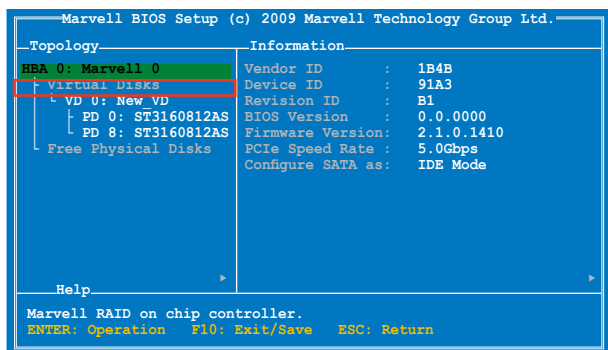 Marvell BIOS Setup (c) 2009 Marvell Technology Group Ltd.
Topology
HBA 0: Marvell 0
Virtual Disks
VD 0: New_VD
PD 0: ST3160812AS
PD 8: ST3160812AS
Free Physical Disks
Information
Vendor ID : 1B4B
Device ID : 91A3
Revision ID : B1
BIOS Version : 0.0.0000
Firmware Version: 2.1.0.1410
PCIe Speed Rate : 5.0Gbps
Configure SATA as: IDE Mode
Help
Marvell RAID on chip controller.
ENTER: Operation F10: Exit/Save ESC: Return